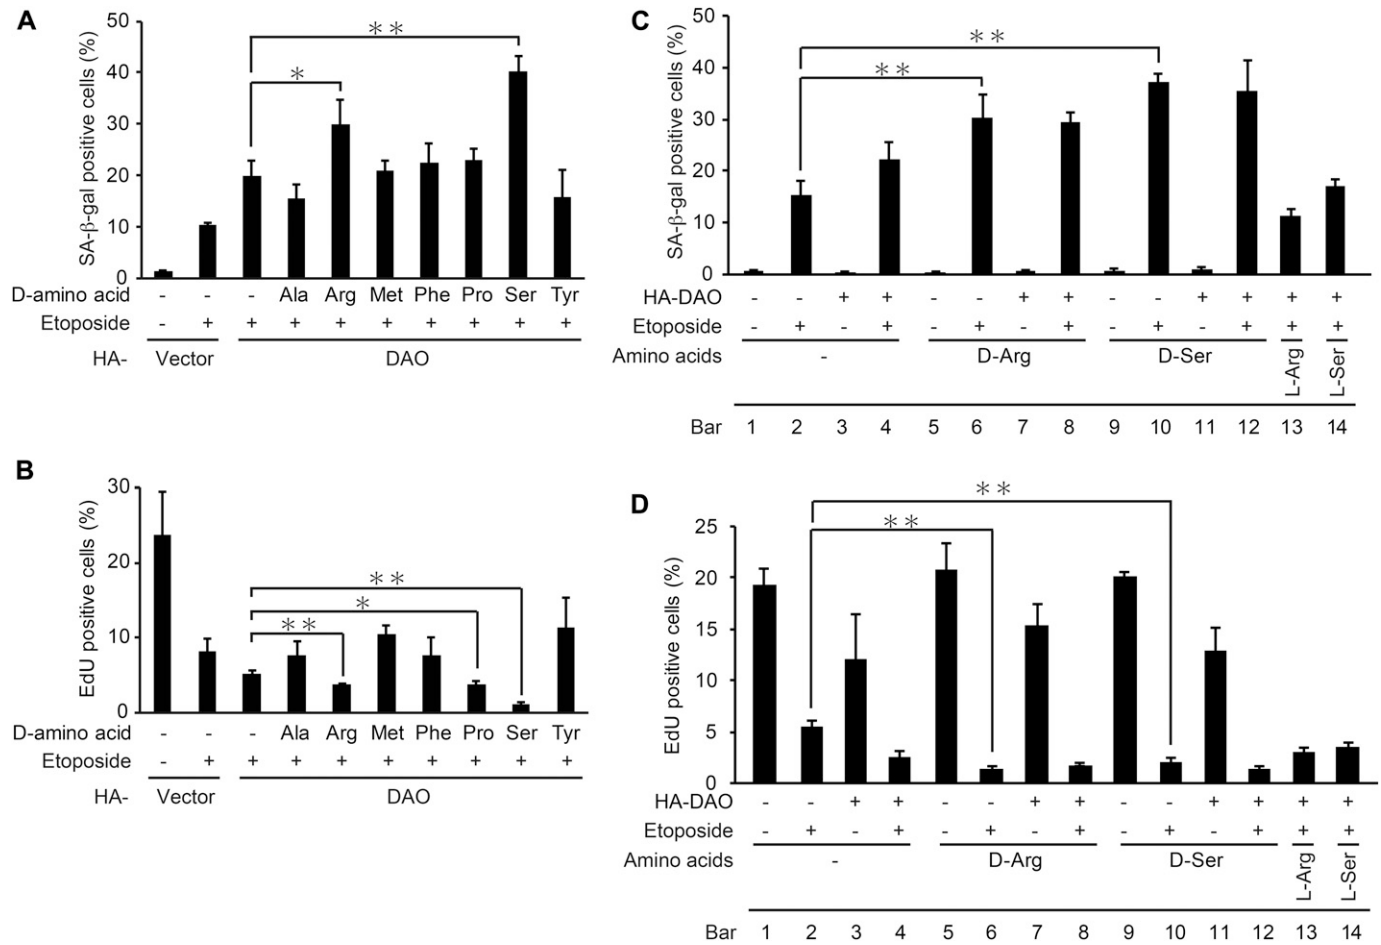 A
SA-β-gal positive cells (%)
50
40
30
20
10
0
* *
*
D-amino acid - - - Ala Arg Met Phe Pro Ser Tyr
Etoposide - + + + + + + + + +
HA- Vector DAO
B
EdU positive cells (%)
30
20
10
0
* *
*
* *
D-amino acid - - - Ala Arg Met Phe Pro Ser Tyr
Etoposide - + + + + + + + + +
HA- Vector DAO
C
SA-β-gal positive cells (%)
50
40
30
20
10
0
* *
* *
HA-DAO - - + + - - + + - - + + + +
Etoposide - + - + - + - + - + - + + +
Amino acids - D-Arg D-Ser L-Arg L-Ser
Bar 1 2 3 4 5 6 7 8 9 10 11 12 13 14
D
EdU positive cells (%)
25
20
15
10
5
0
* *
* *
HA-DAO - - + + - - + + - - + + + +
Etoposide - + - + - + - + - + - + + +
Amino acids - D-Arg D-Ser L-Arg L-Ser
Bar 1 2 3 4 5 6 7 8 9 10 11 12 13 14